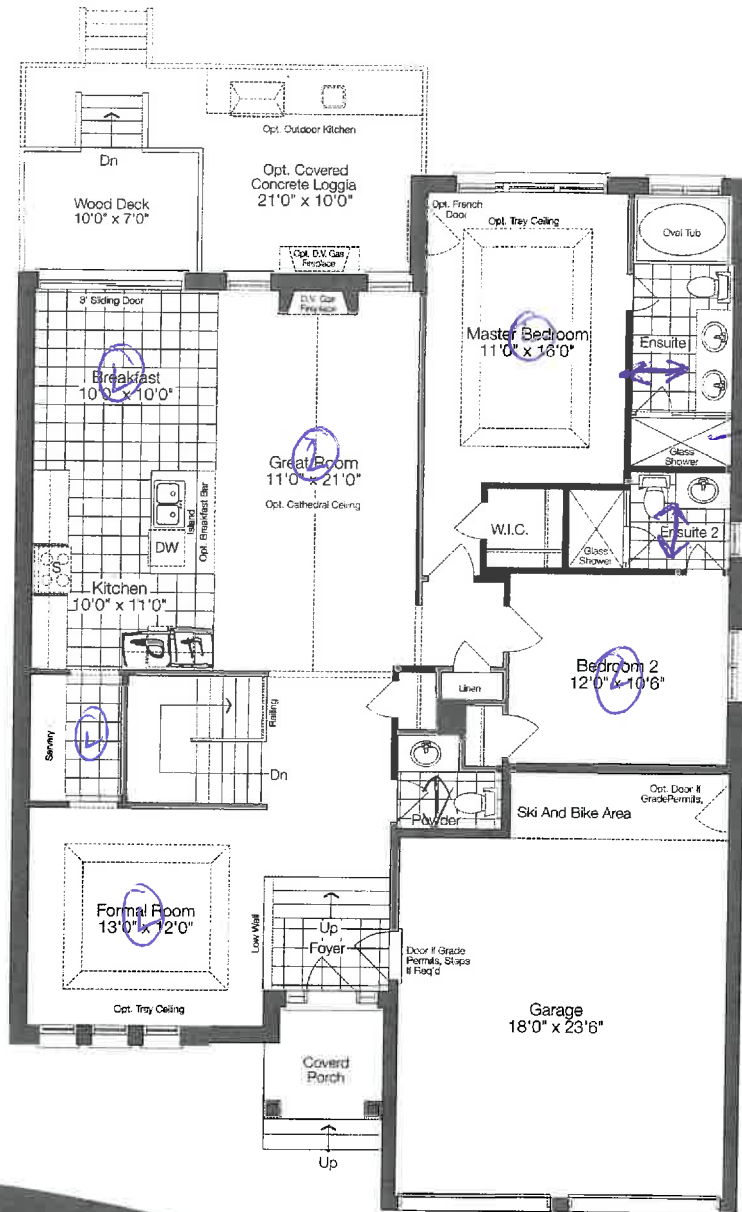 Opt. Outdoor Kitchen
Dn
Opt. Covered
Concrete Loggia
21'0" x 10'0"
Wood Deck
10'0" x 7'0"
Opt. French
Door
Opt. Tray Ceiling
Oval Tub
Opt. D.V. Gas
Fireplace
D.V. Gas
Fireplace
Master Bedroom
11'0" x 16'0"
Ensuite
Breakfast
10'0" x 10'0"
Great Room
11'0" x 21'0"
Opt. Cathedral Ceiling
Glass
Shower
Island
Opt. Breakfast Bar
DW
S
W.I.C.
Glass
Shower
Ensuite 2
Kitchen
10'0" x 11'0"
Bedroom 2
12'0" x 10'6"
Linen
Servery
Railing
Dn
Powder
Ski And Bike Area
Opt. Door If
Grade Permits,
Formal Room
13'0" x 12'0"
Low Wall
Up
Foyer
Door If Grade
Permits, Steps
If Req'd
Opt. Tray Ceiling
Garage
18'0" x 23'6"
Coverd
Porch
Up